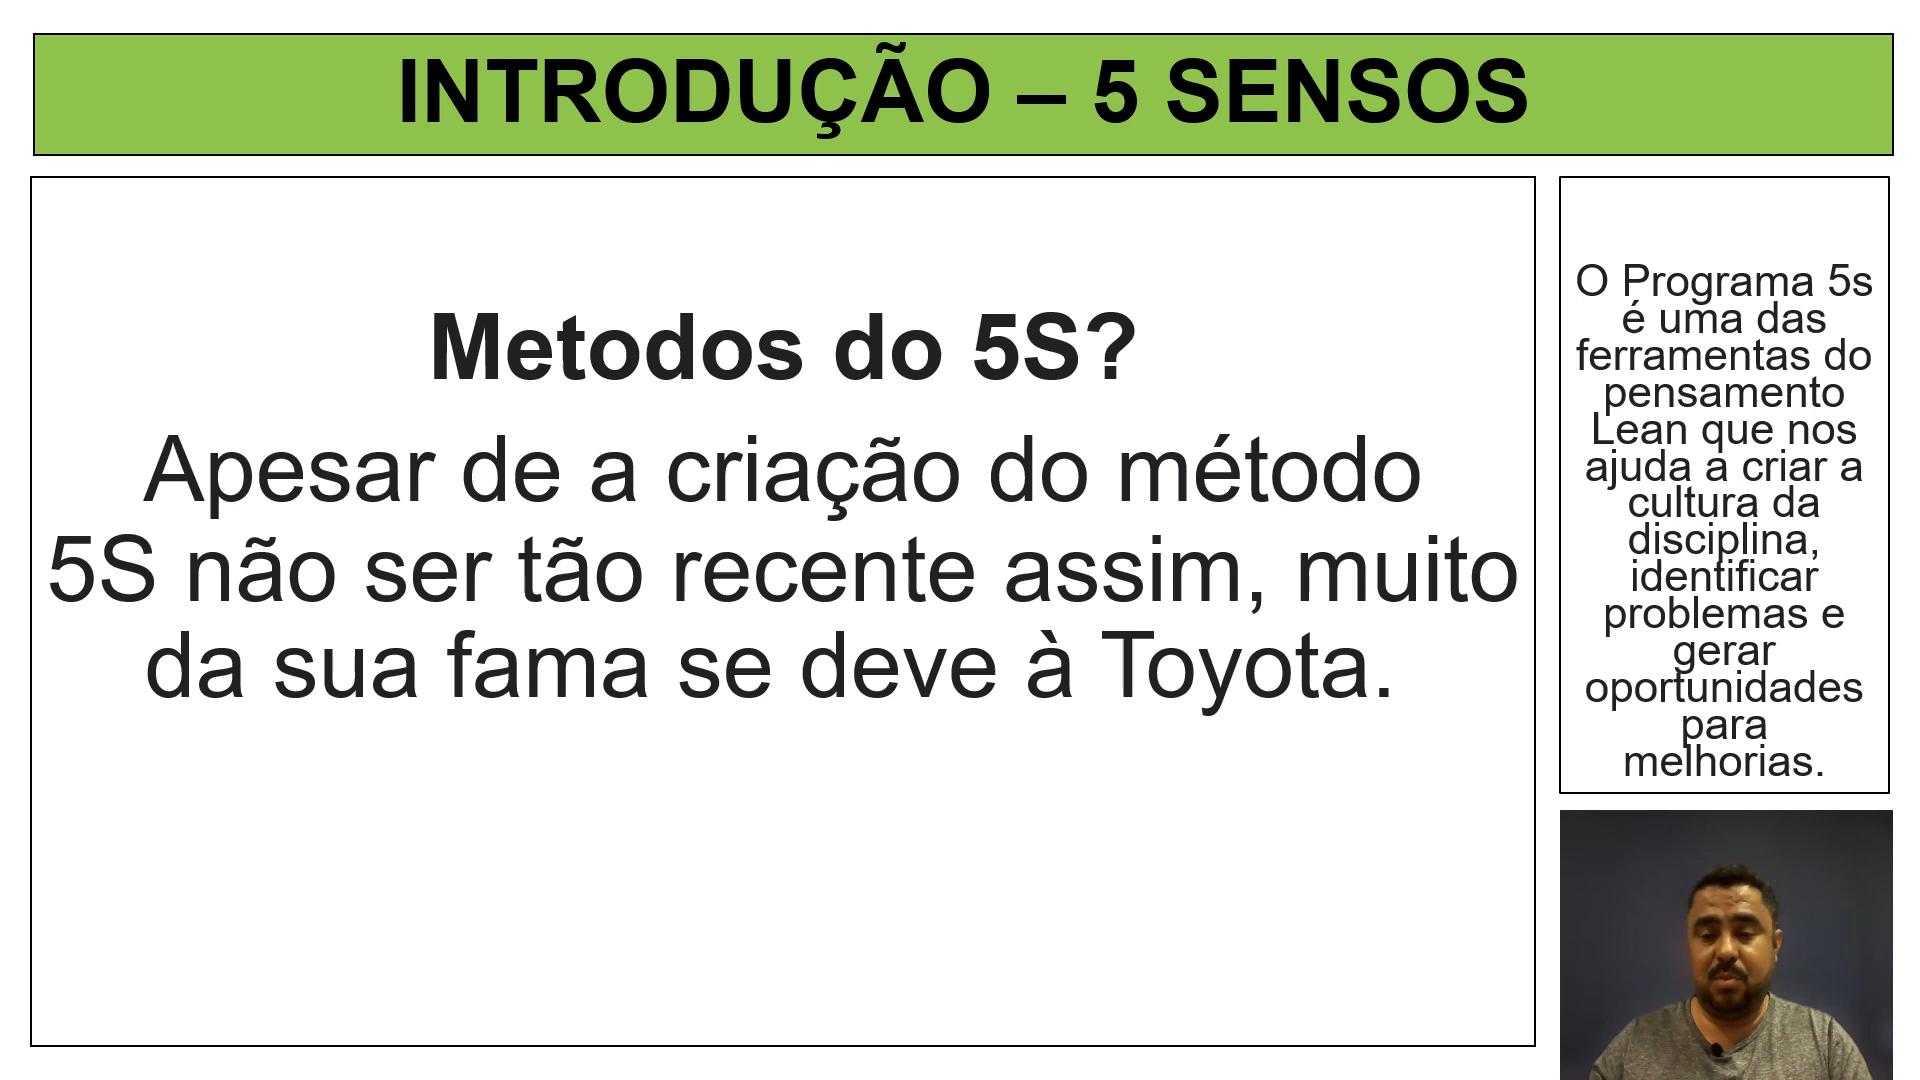 INTRODUÇÃO – 5 SENSOS
Metodos do 5S?
Apesar de a criação do método
5S não ser tão recente assim, muito
da sua fama se deve à Toyota.
O Programa 5s
é uma das
ferramentas do
pensamento
Lean que nos
ajuda a criar a
cultura da
disciplina,
identificar
problemas e
gerar
oportunidades
para
melhorias.